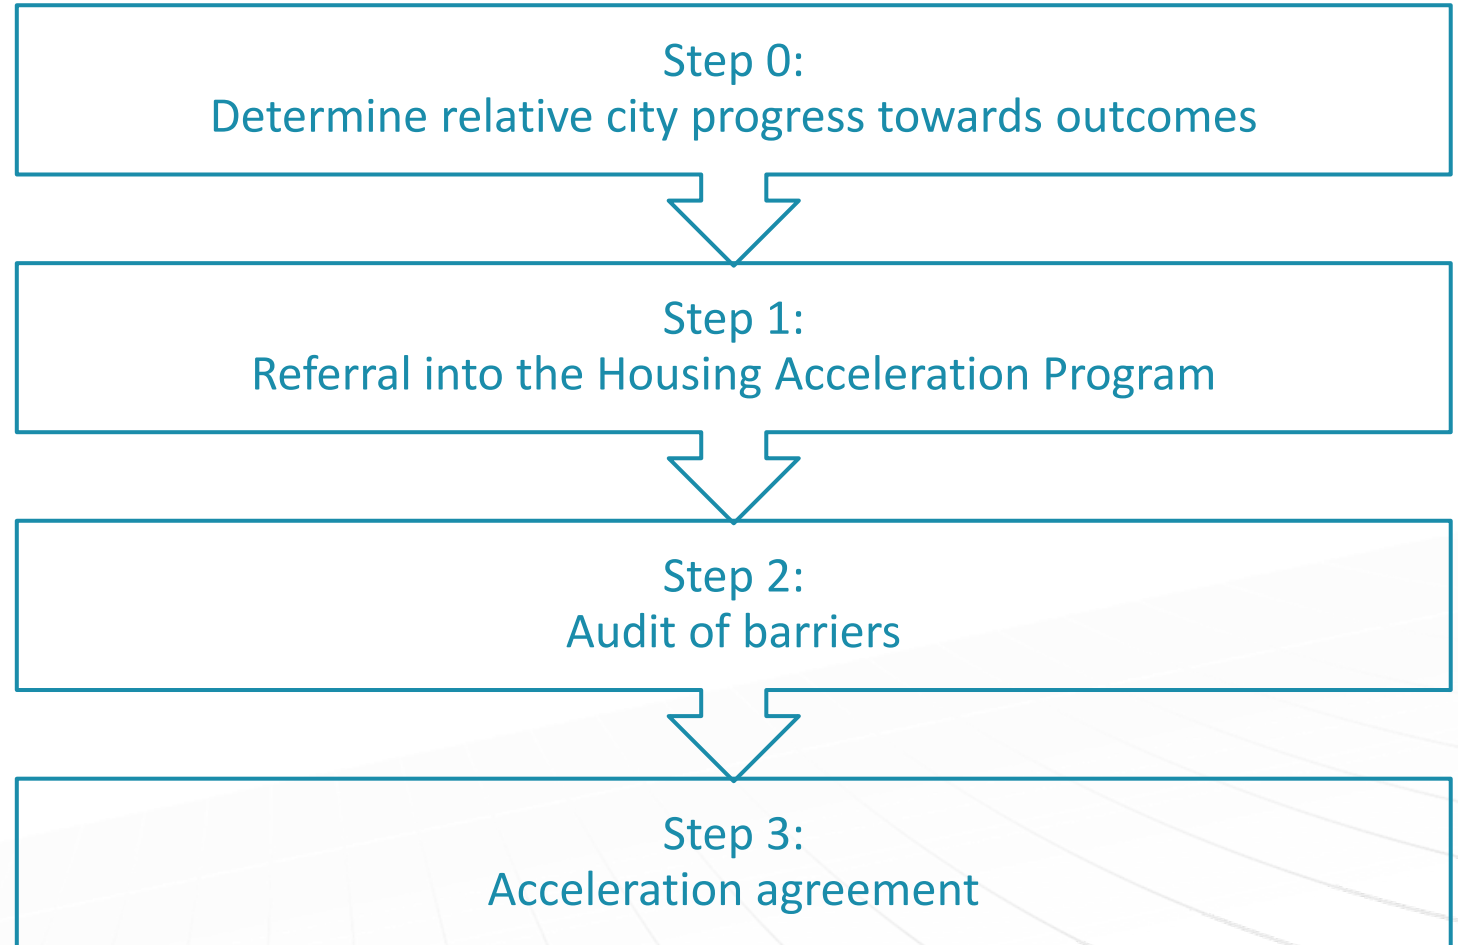 Step 0:
Determine relative city progress towards outcomes
Step 1:
Referral into the Housing Acceleration Program
Step 2:
Audit of barriers
Step 3:
Acceleration agreement